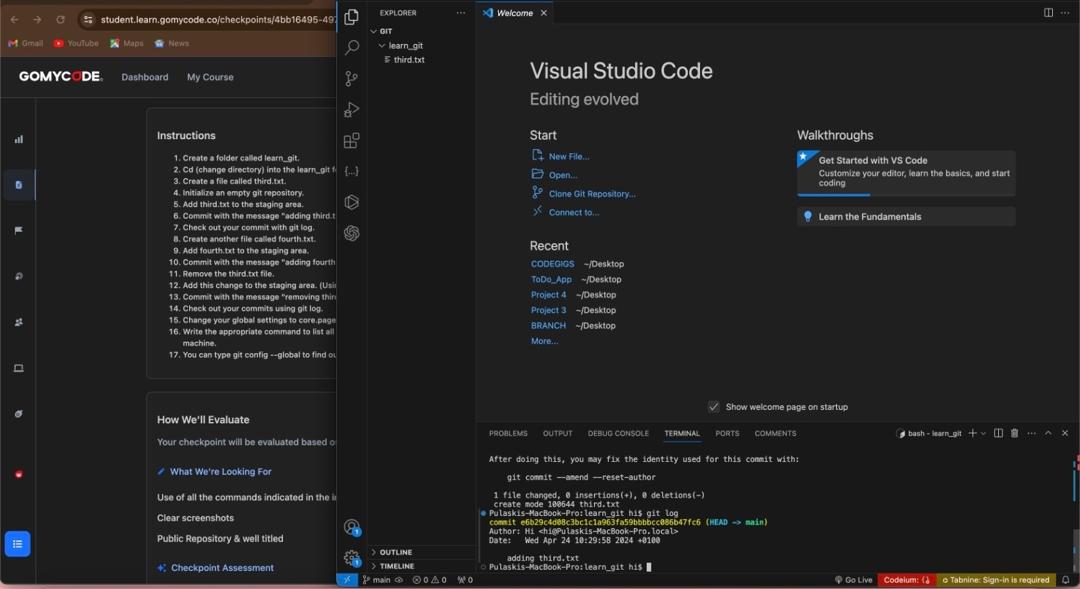 student.learn.gomycode.co/checkpoints/4bb16495-497
Gmail
YouTube
Maps
News
GOMYCODE.
Dashboard
My Course
Instructions
1. Create a folder called learn_git.
2. Cd (change directory) into the learn_git f
3. Create a file called third.txt.
4. Initialize an empty git repository.
5. Add third.txt to the staging area.
6. Commit with the message "adding third.t
7. Check out your commit with git log.
8. Create another file called fourth.txt.
9. Add fourth.txt to the staging area.
10. Commit with the message "adding fourth
11. Remove the third.txt file.
12. Add this change to the staging area. (Usin
13. Commit with the message "removing thir
14. Check out your commits using git log.
15. Change your global settings to core.page
16. Write the appropriate command to list all
machine.
17. You can type git config --global to find ou
How We'll Evaluate
Your checkpoint will be evaluated based o
What We're Looking For
Use of all the commands indicated in the i
Clear screenshots
Public Repository & well titled
Checkpoint Assessment
EXPLORER
GIT
learn_git
third.txt
OUTLINE
TIMELINE
Welcome
Visual Studio Code
Editing evolved
Start
New File...
Open...
Clone Git Repository...
Connect to...
Recent
CODEGIGS ~/Desktop
ToDo_App ~/Desktop
Project 4 ~/Desktop
Project 3 ~/Desktop
BRANCH ~/Desktop
More...
Walkthroughs
Get Started with VS Code
Customize your editor, learn the basics, and start
coding
Learn the Fundamentals
Show welcome page on startup
PROBLEMS OUTPUT DEBUG CONSOLE TERMINAL PORTS COMMENTS
bash - learn_git
After doing this, you may fix the identity used for this commit with:
git commit --amend --reset-author
1 file changed, 0 insertions(+), 0 deletions(-)
create mode 100644 third.txt
Pulaskis-MacBook-Pro:learn_git hi$ git log
commit e6b29c4d08c3bc1c1a963fa59bbbbcc086b47fc6 (HEAD -> main)
Author: Hi <hi@Pulaskis-MacBook-Pro.local>
Date: Wed Apr 24 10:29:58 2024 +0100
adding third.txt
Pulaskis-MacBook-Pro:learn_git hi$
1
1
main
0 0
0
Go Live
Codeium: {
Tabnine: Sign-in is required